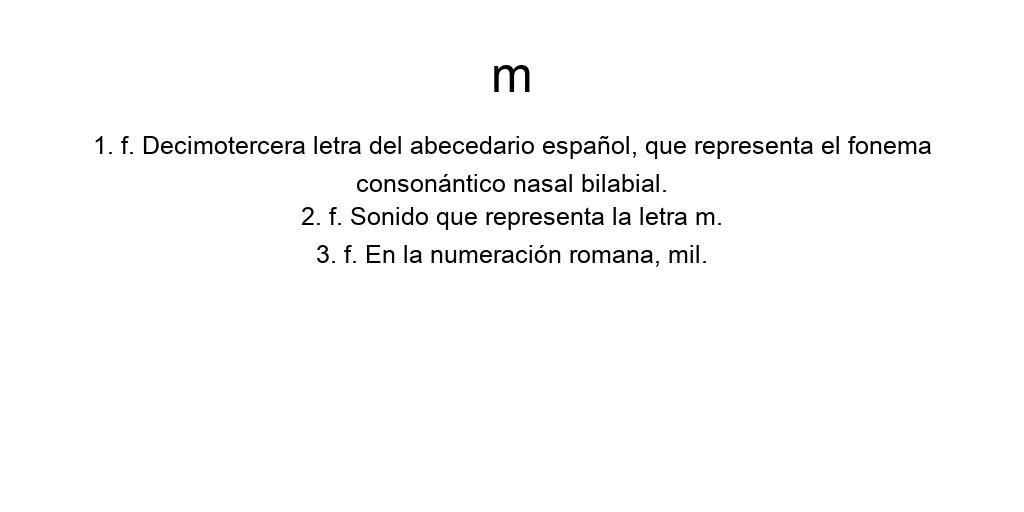 m
1. f. Decimotercera letra del abecedario español, que representa el fonema
consonántico nasal bilabial.
2. f. Sonido que representa la letra m.
3. f. En la numeración romana, mil.